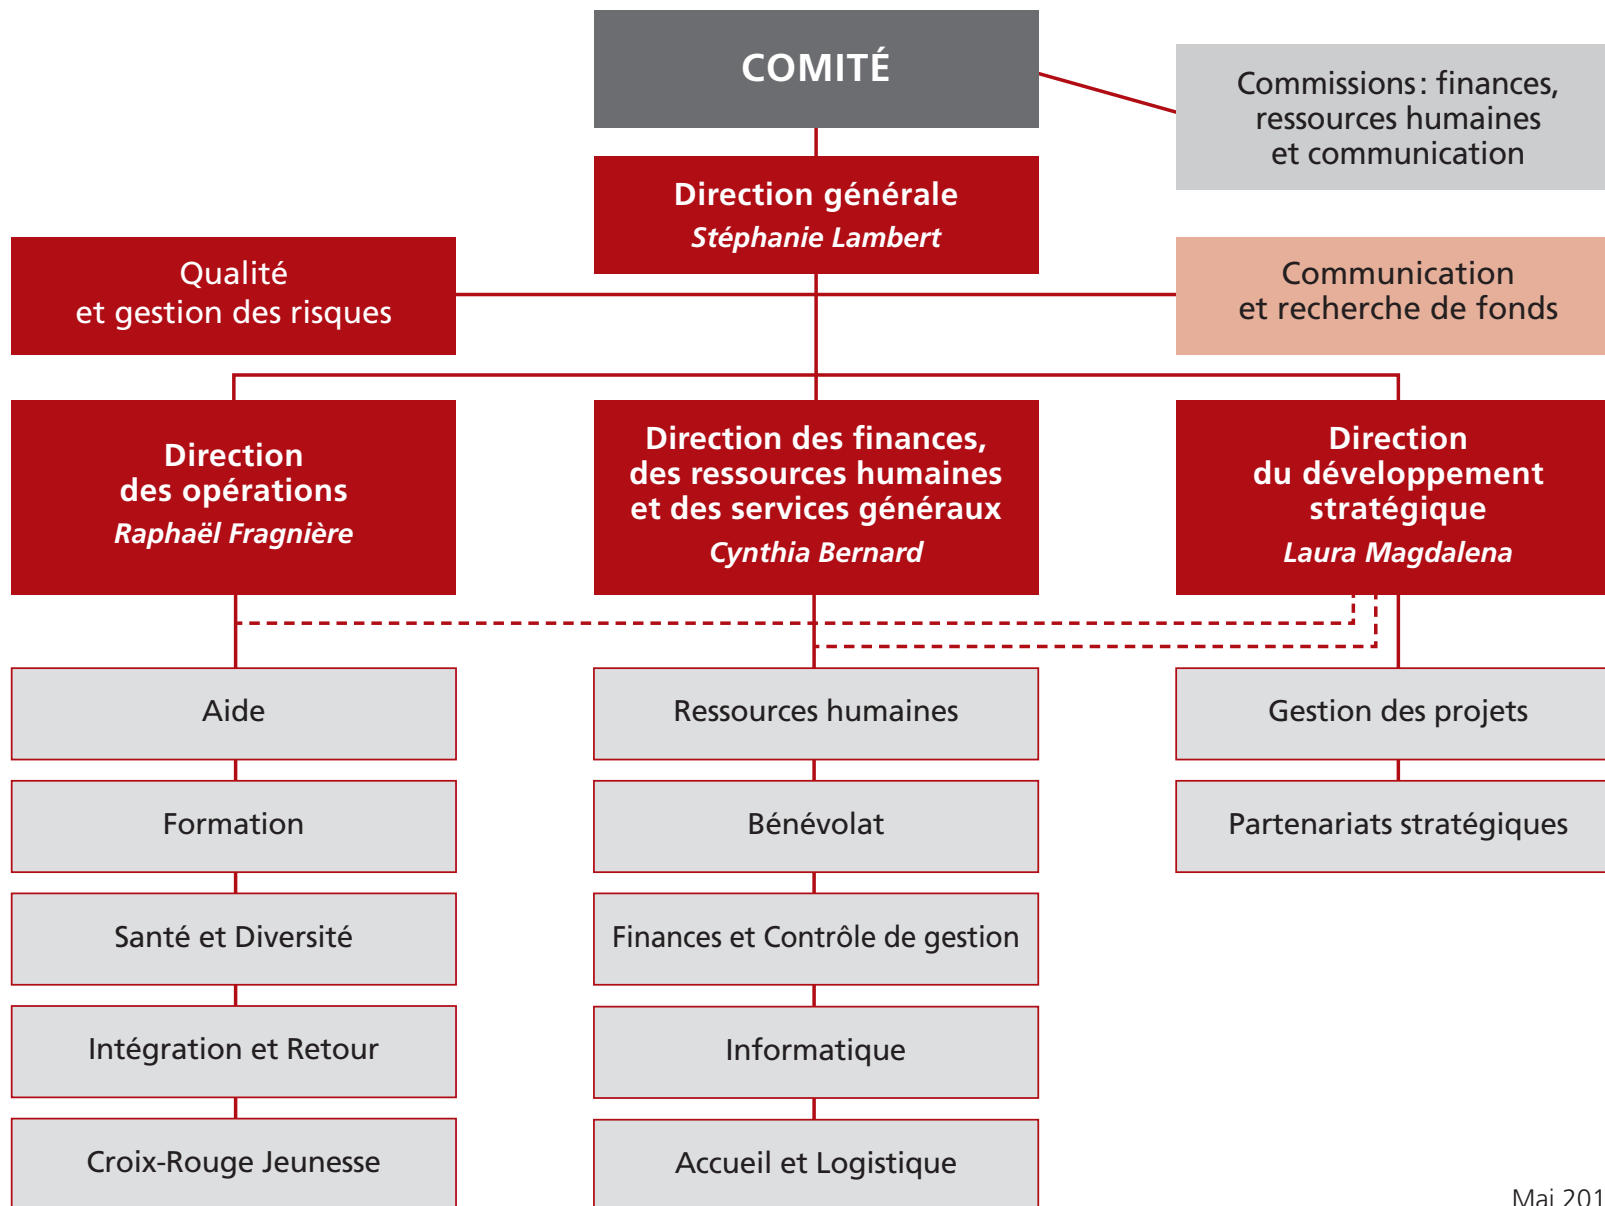 COMITÉ
Commissions : finances,
ressources humaines
et communication
Direction générale
Stéphanie Lambert
Qualité
et gestion des risques
Communication
et recherche de fonds
Direction
des opérations
Raphaël Fragnière
Direction des finances,
des ressources humaines
et des services généraux
Cynthia Bernard
Direction
du développement
stratégique
Laura Magdalena
Aide
Formation
Santé et Diversité
Intégration et Retour
Croix-Rouge Jeunesse
Ressources humaines
Bénévolat
Finances et Contrôle de gestion
Informatique
Accueil et Logistique
Gestion des projets
Partenariats stratégiques
Mai 201